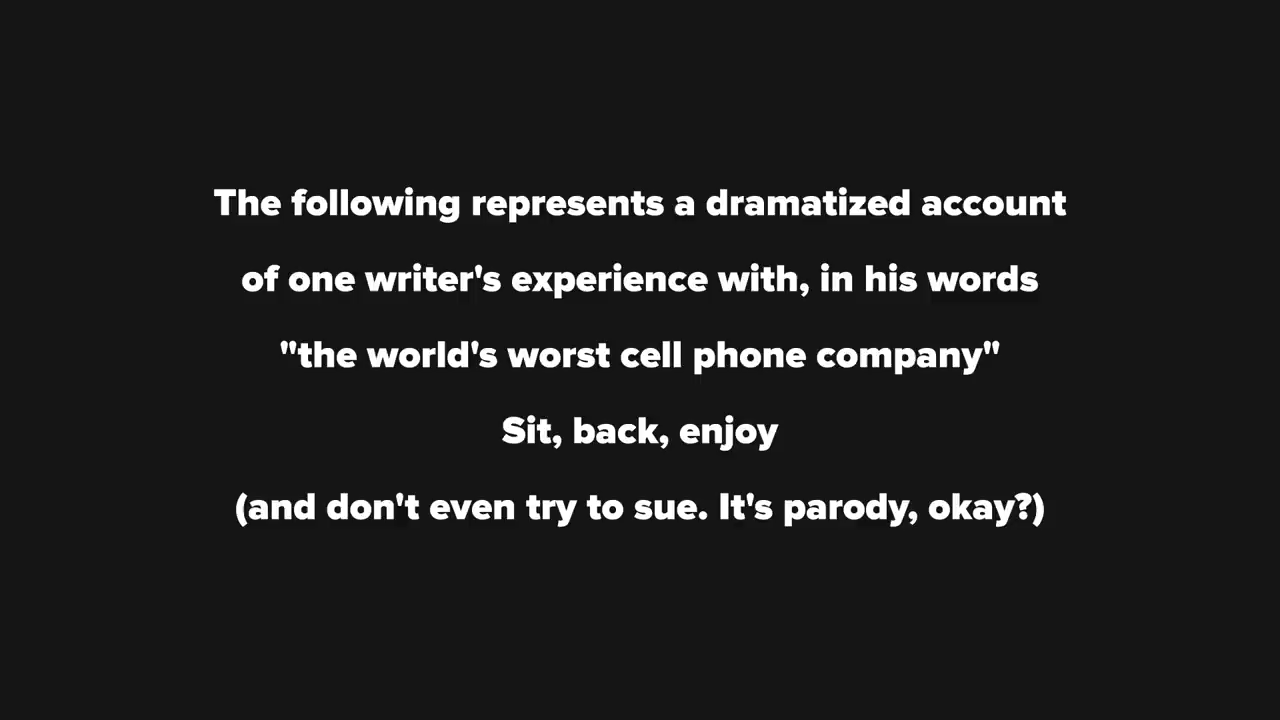 The following represents a dramatized account
of one writer's experience with, in his words
"the world's worst cell phone company"
Sit, back, enjoy
(and don't even try to sue. It's parody, okay?)